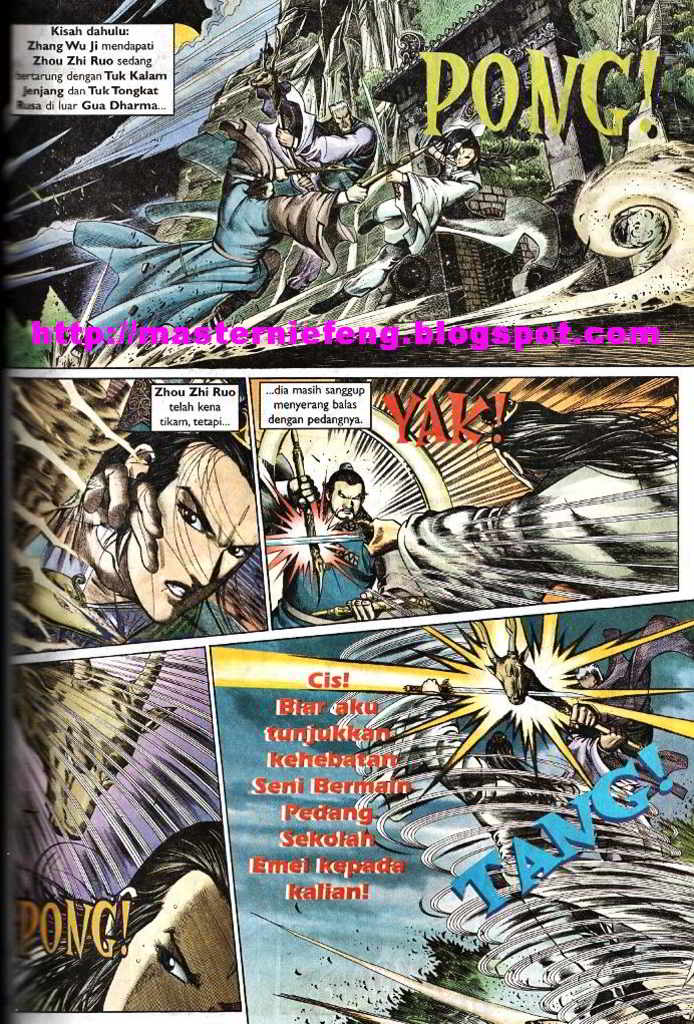 Kisah dahulu:
Zhang Wu Ji mendapati
Zhou Zhi Ruo sedang
bertarung dengan Tuk Kalam
Jenjang dan Tuk Tongkat
Rusa di luar Gua Dharma...
PONG!
http://masterniefeng.blogspot.com
Zhou Zhi Ruo
telah kena
tikam, tetapi...
...dia masih sanggup
menyerang balas
dengan pedangnya.
YAK!
PONG!
Cis!
Biar aku
tunjukkan
kehebatan
Seni Bermain
Pedang
Sekolah
Emei kepada
kalian!
TANG!